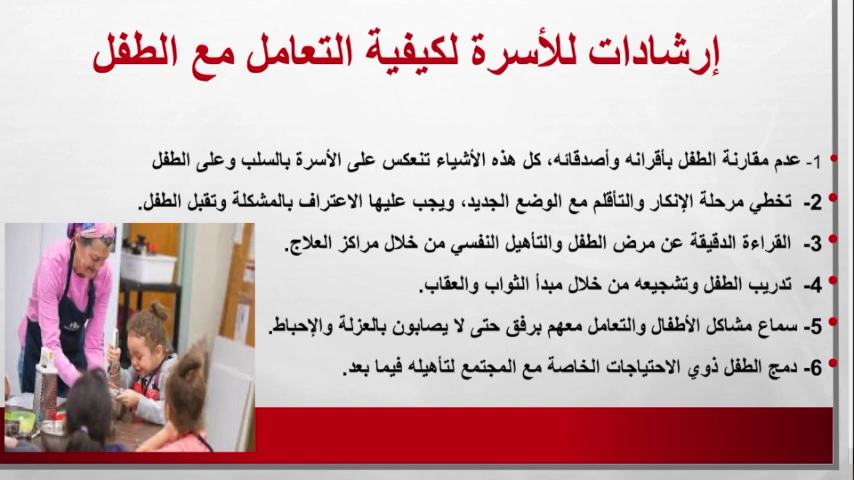 إرشادات للأسرة لكيفية التعامل مع الطفل
1- عدم مقارنة الطفل بأقرانه وأصدقائه، كل هذه الأشياء تنعكس على الأسرة بالسلب وعلى الطفل
2- تخطي مرحلة الإنكار والتأقلم مع الوضع الجديد، ويجب عليها الاعتراف بالمشكلة وتقبل الطفل.
3- القراءة الدقيقة عن مرض الطفل والتأهيل النفسي من خلال مراكز العلاج.
4- تدريب الطفل وتشجيعه من خلال مبدأ الثواب والعقاب.
5- سماع مشاكل الأطفال والتعامل معهم برفق حتى لا يصابون بالعزلة والإحباط.
6- دمج الطفل ذوي الاحتياجات الخاصة مع المجتمع لتأهيله فيما بعد.